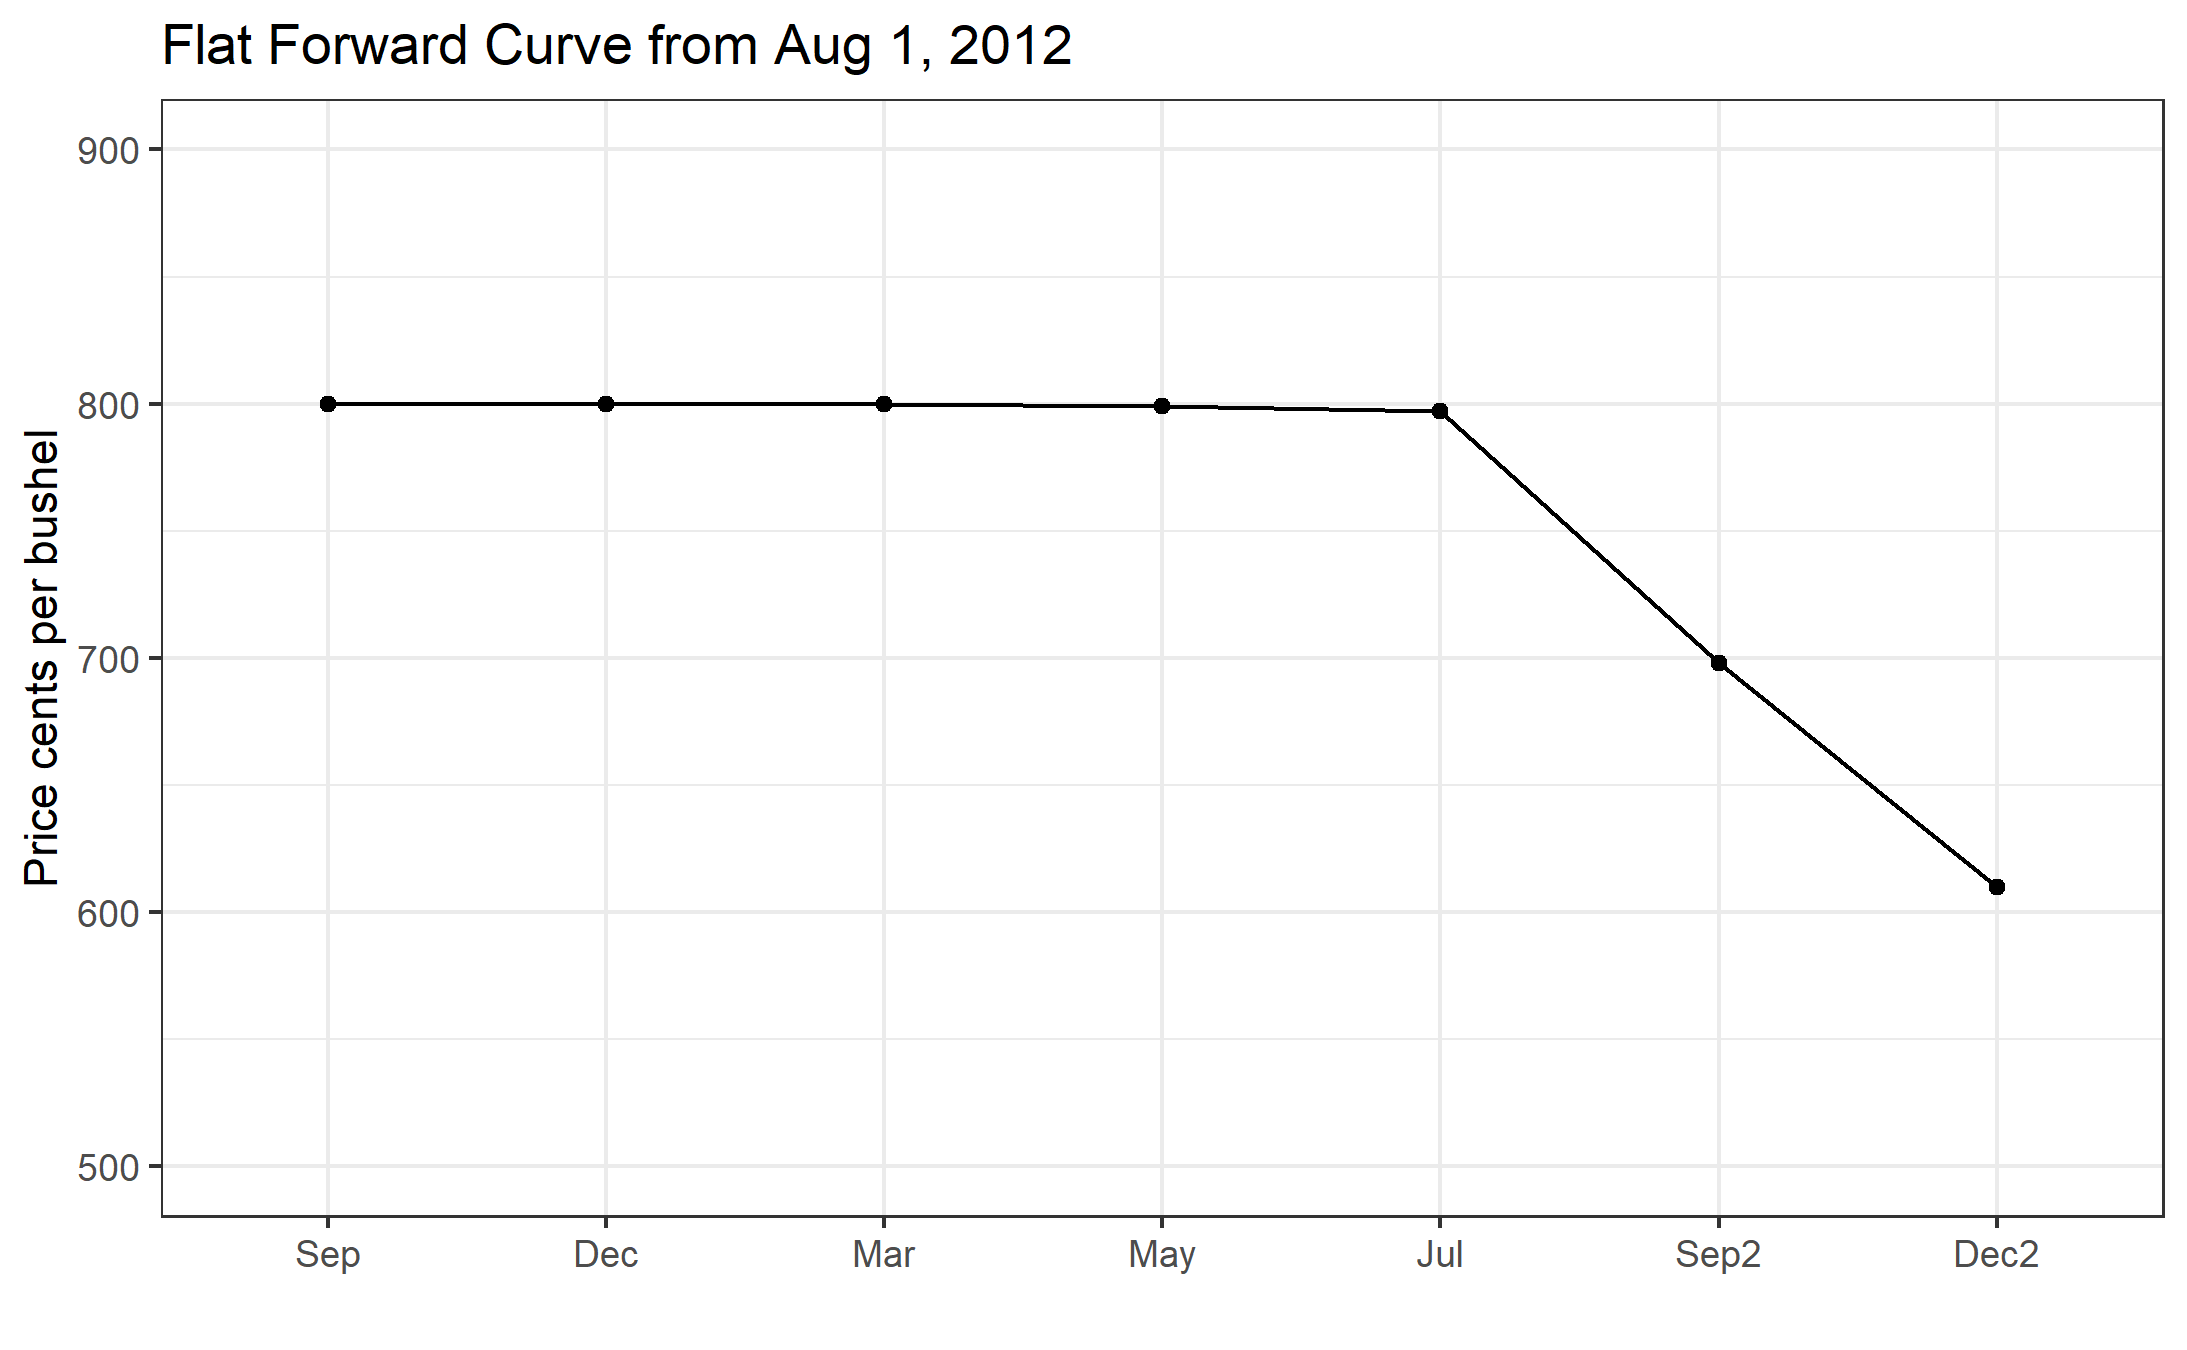 Flat Forward Curve from Aug 1, 2012
Price cents per bushel
900
800
700
600
500
Sep Dec Mar May Jul Sep2 Dec2